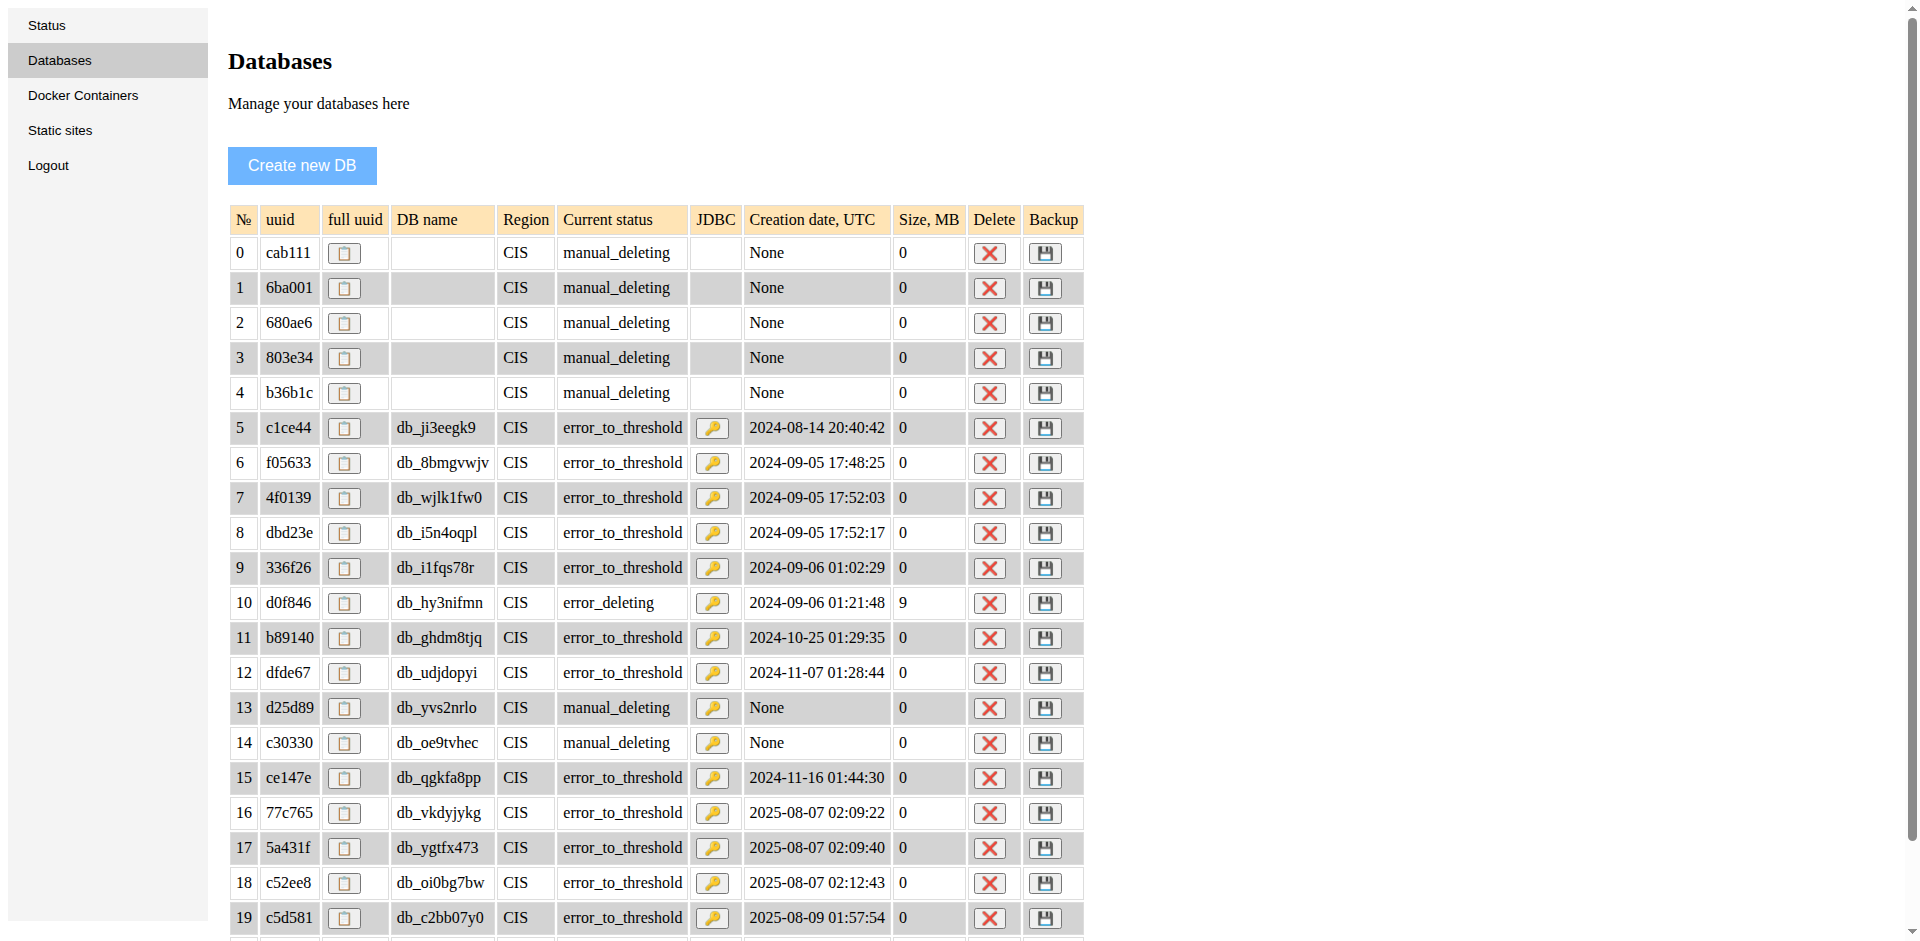 Status
Databases
Docker Containers
Static sites
Logout
Databases
Manage your databases here
Create new DB
№ uuid full uuid DB name Region Current status JDBC Creation date, UTC Size, MB Delete Backup
0 cab111 CIS manual_deleting None 0
1 6ba001 CIS manual_deleting None 0
2 680ae6 CIS manual_deleting None 0
3 803e34 CIS manual_deleting None 0
4 b36b1c CIS manual_deleting None 0
5 c1ce44 db_ji3eegk9 CIS error_to_threshold 2024-08-14 20:40:42 0
6 f05633 db_8bmgvwjv CIS error_to_threshold 2024-09-05 17:48:25 0
7 4f0139 db_wjlk1fw0 CIS error_to_threshold 2024-09-05 17:52:03 0
8 dbd23e db_i5n4oqpl CIS error_to_threshold 2024-09-05 17:52:17 0
9 336f26 db_i1fqs78r CIS error_to_threshold 2024-09-06 01:02:29 0
10 d0f846 db_hy3nifmn CIS error_deleting 2024-09-06 01:21:48 9
11 b89140 db_ghdm8tjq CIS error_to_threshold 2024-10-25 01:29:35 0
12 dfde67 db_udjdopyi CIS error_to_threshold 2024-11-07 01:28:44 0
13 d25d89 db_yvs2nrlo CIS manual_deleting None 0
14 c30330 db_oe9tvhec CIS manual_deleting None 0
15 ce147e db_qgkfa8pp CIS error_to_threshold 2024-11-16 01:44:30 0
16 77c765 db_vkdyjykg CIS error_to_threshold 2025-08-07 02:09:22 0
17 5a431f db_ygtfx473 CIS error_to_threshold 2025-08-07 02:09:40 0
18 c52ee8 db_oi0bg7bw CIS error_to_threshold 2025-08-07 02:12:43 0
19 c5d581 db_c2bb07y0 CIS error_to_threshold 2025-08-09 01:57:54 0